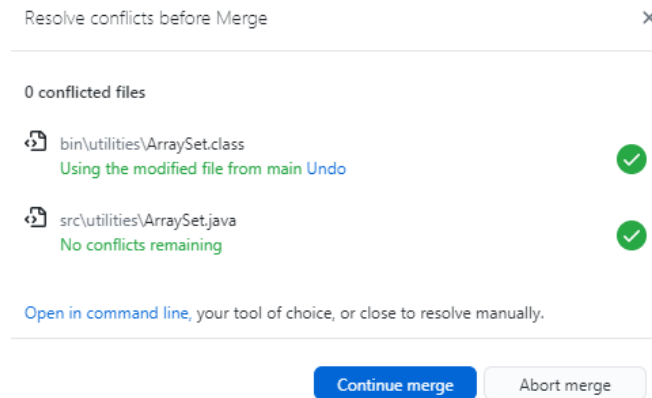 Resolve conflicts before Merge
0 conflicted files
bin\utilities\ArraySet.class
Using the modified file from main Undo
src\utilities\ArraySet.java
No conflicts remaining
Open in command line, your tool of choice, or close to resolve manually.
Continue merge Abort merge